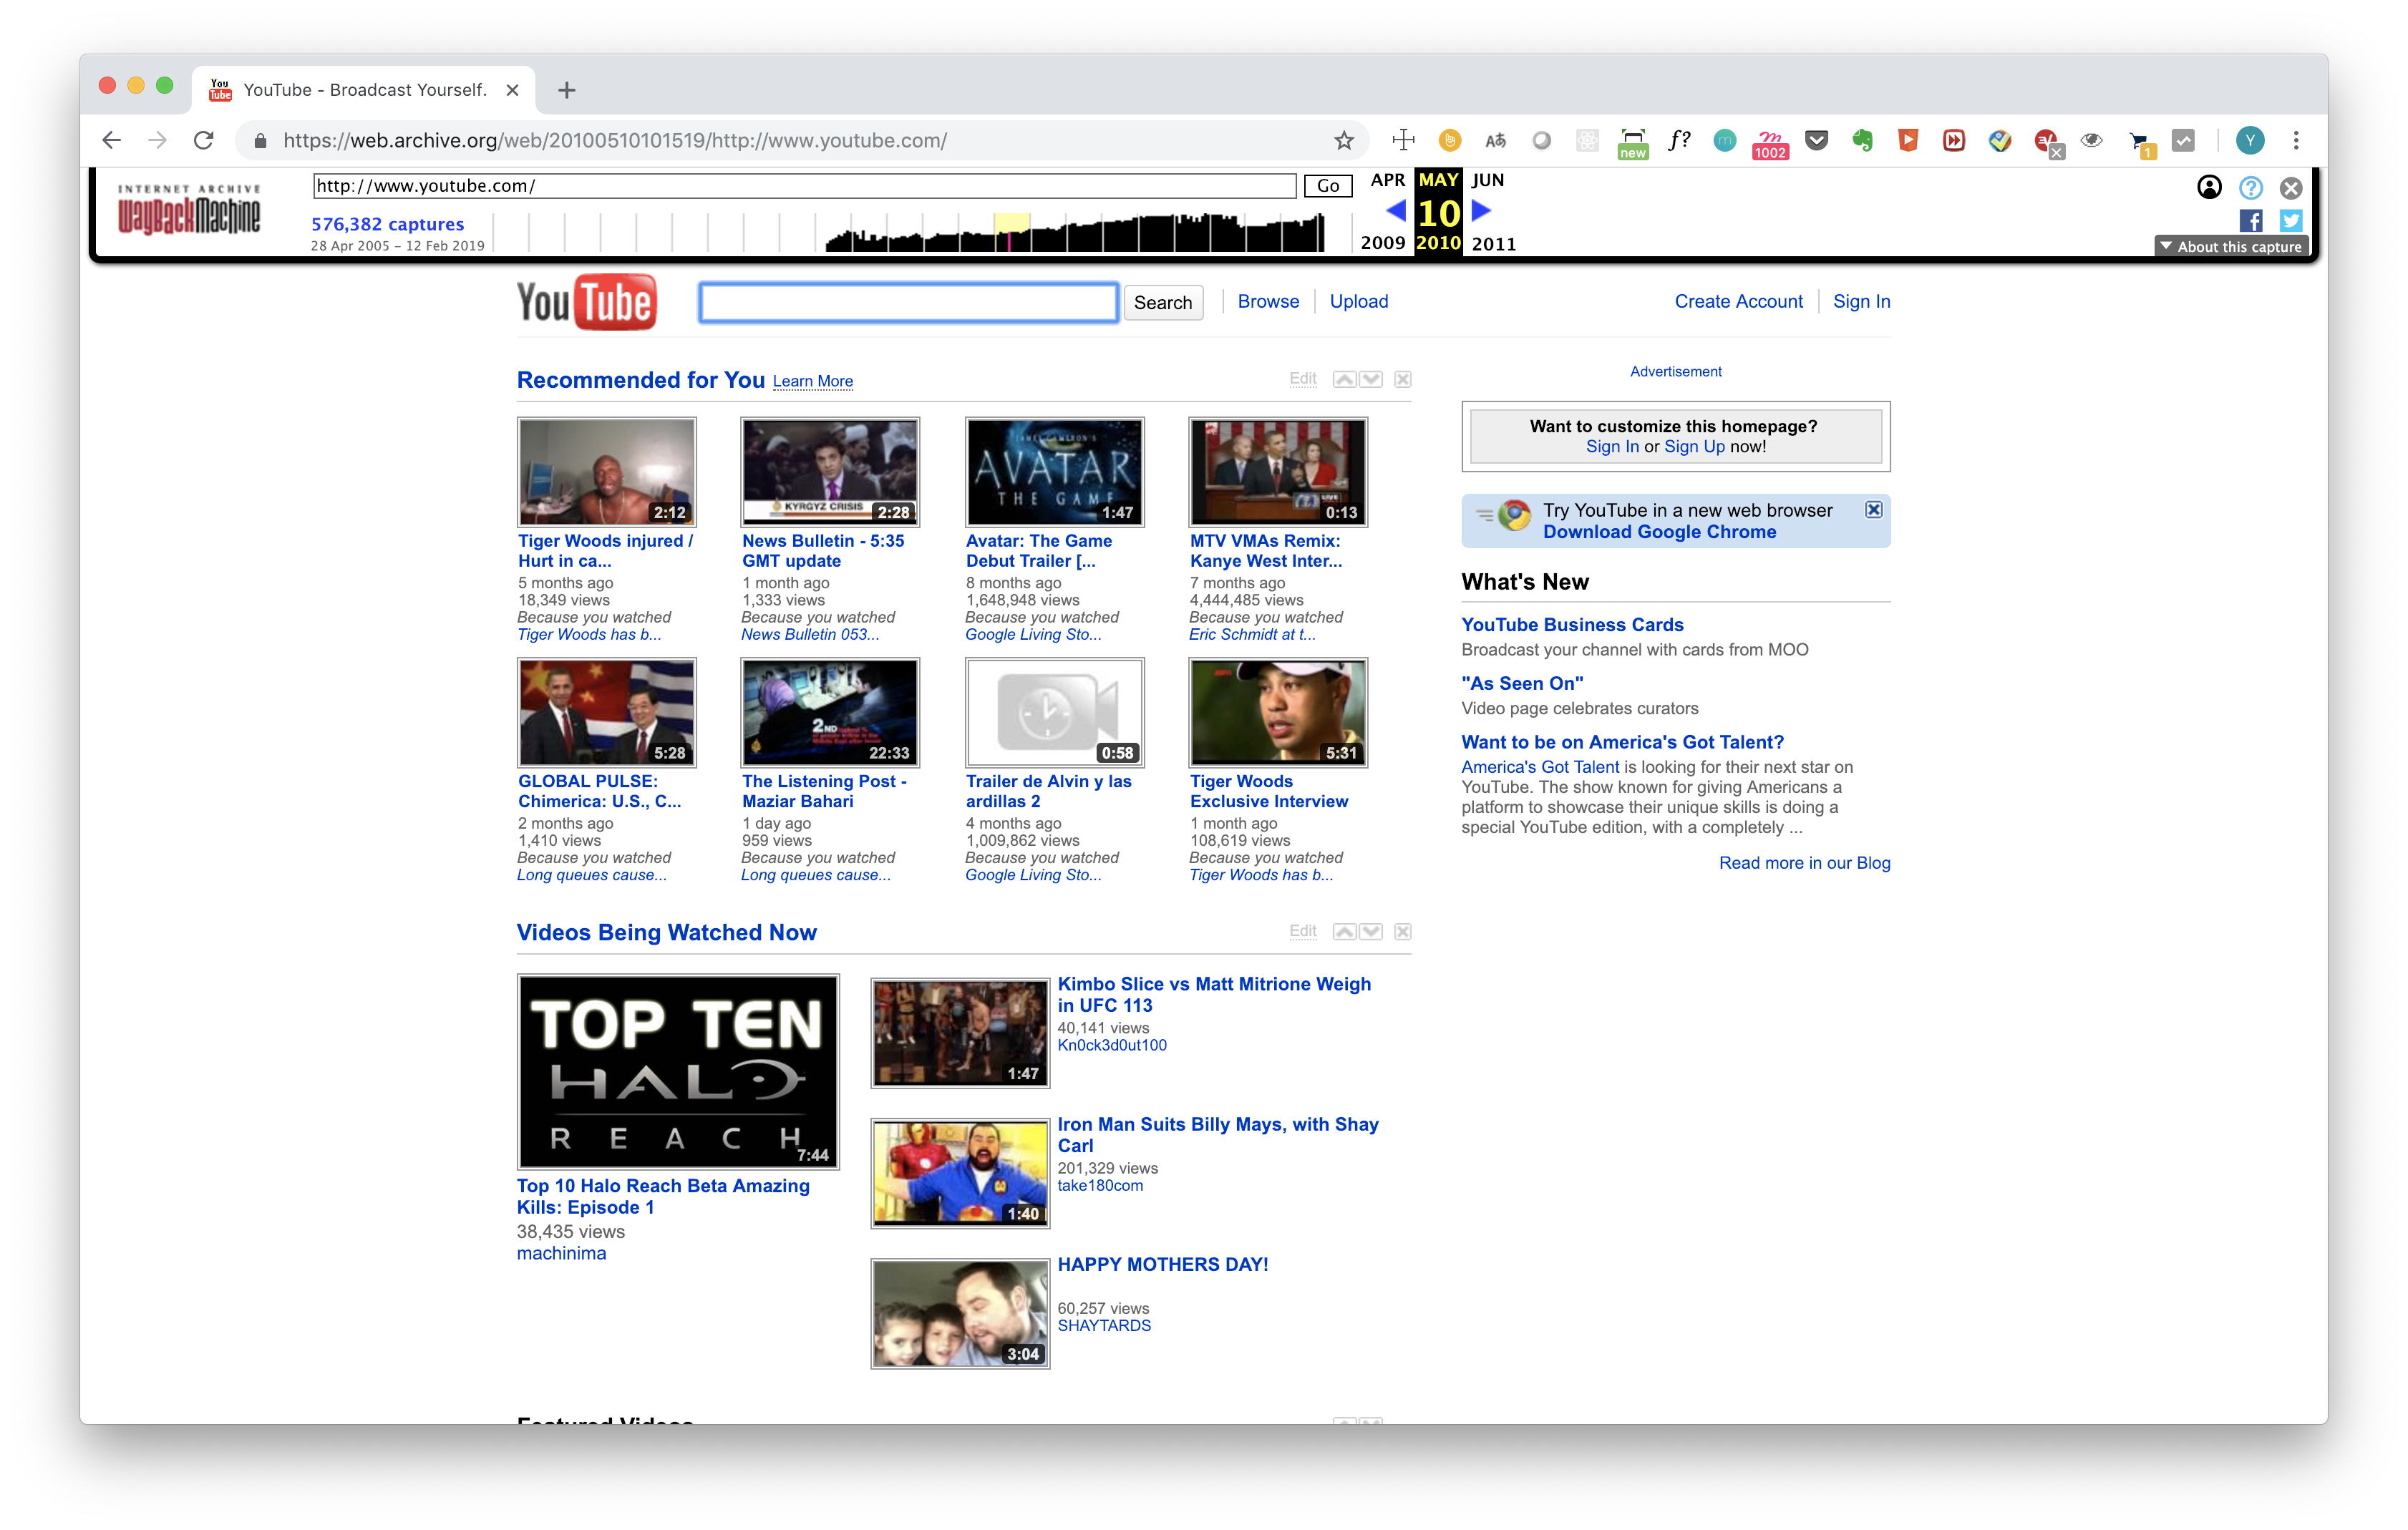 You Tube
YouTube - Broadcast Yourself.
https://web.archive.org/web/20100510101519/http://www.youtube.com/
Aあ
new
f?
m
m
1002
1
Y
INTERNET ARCHIVE
WayBackMachine
http://www.youtube.com/
Go
APR MAY JUN
576,382 captures
10
28 Apr 2005 – 12 Feb 2019
2009 2010 2011
About this capture
YouTube
Search
Browse
Upload
Create Account
Sign In
Recommended for You Learn More
Edit
2:12
KYRGYZ CRISIS
2:28
JAMES CAMERON'S
AVATAR
THE GAME
1:47
LIVE
0:13
Tiger Woods injured /
Hurt in ca...
5 months ago
18,349 views
Because you watched
Tiger Woods has b...
News Bulletin - 5:35
GMT update
1 month ago
1,333 views
Because you watched
News Bulletin 053...
Avatar: The Game
Debut Trailer [...
8 months ago
1,648,948 views
Because you watched
Google Living Sto...
MTV VMAs Remix:
Kanye West Inter...
7 months ago
4,444,485 views
Because you watched
Eric Schmidt at t...
5:28
2ND
22:33
0:58
5:31
GLOBAL PULSE:
Chimerica: U.S., C...
2 months ago
1,410 views
Because you watched
Long queues cause...
The Listening Post -
Maziar Bahari
1 day ago
959 views
Because you watched
Long queues cause...
Trailer de Alvin y las
ardillas 2
4 months ago
1,009,862 views
Because you watched
Google Living Sto...
Tiger Woods
Exclusive Interview
1 month ago
108,619 views
Because you watched
Tiger Woods has b...
Videos Being Watched Now
Edit
TOP TEN
HALO
REACH
7:44
Top 10 Halo Reach Beta Amazing
Kills: Episode 1
38,435 views
machinima
1:47
Kimbo Slice vs Matt Mitrione Weigh
in UFC 113
40,141 views
Kn0ck3d0ut100
1:40
Iron Man Suits Billy Mays, with Shay
Carl
201,329 views
take180com
3:04
HAPPY MOTHERS DAY!
60,257 views
SHAYTARDS
Featured Videos
Advertisement
Want to customize this homepage?
Sign In or Sign Up now!
Try YouTube in a new web browser
Download Google Chrome
What's New
YouTube Business Cards
Broadcast your channel with cards from MOO
"As Seen On"
Video page celebrates curators
Want to be on America's Got Talent?
America's Got Talent is looking for their next star on
YouTube. The show known for giving Americans a
platform to showcase their unique skills is doing a
special YouTube edition, with a completely ...
Read more in our Blog